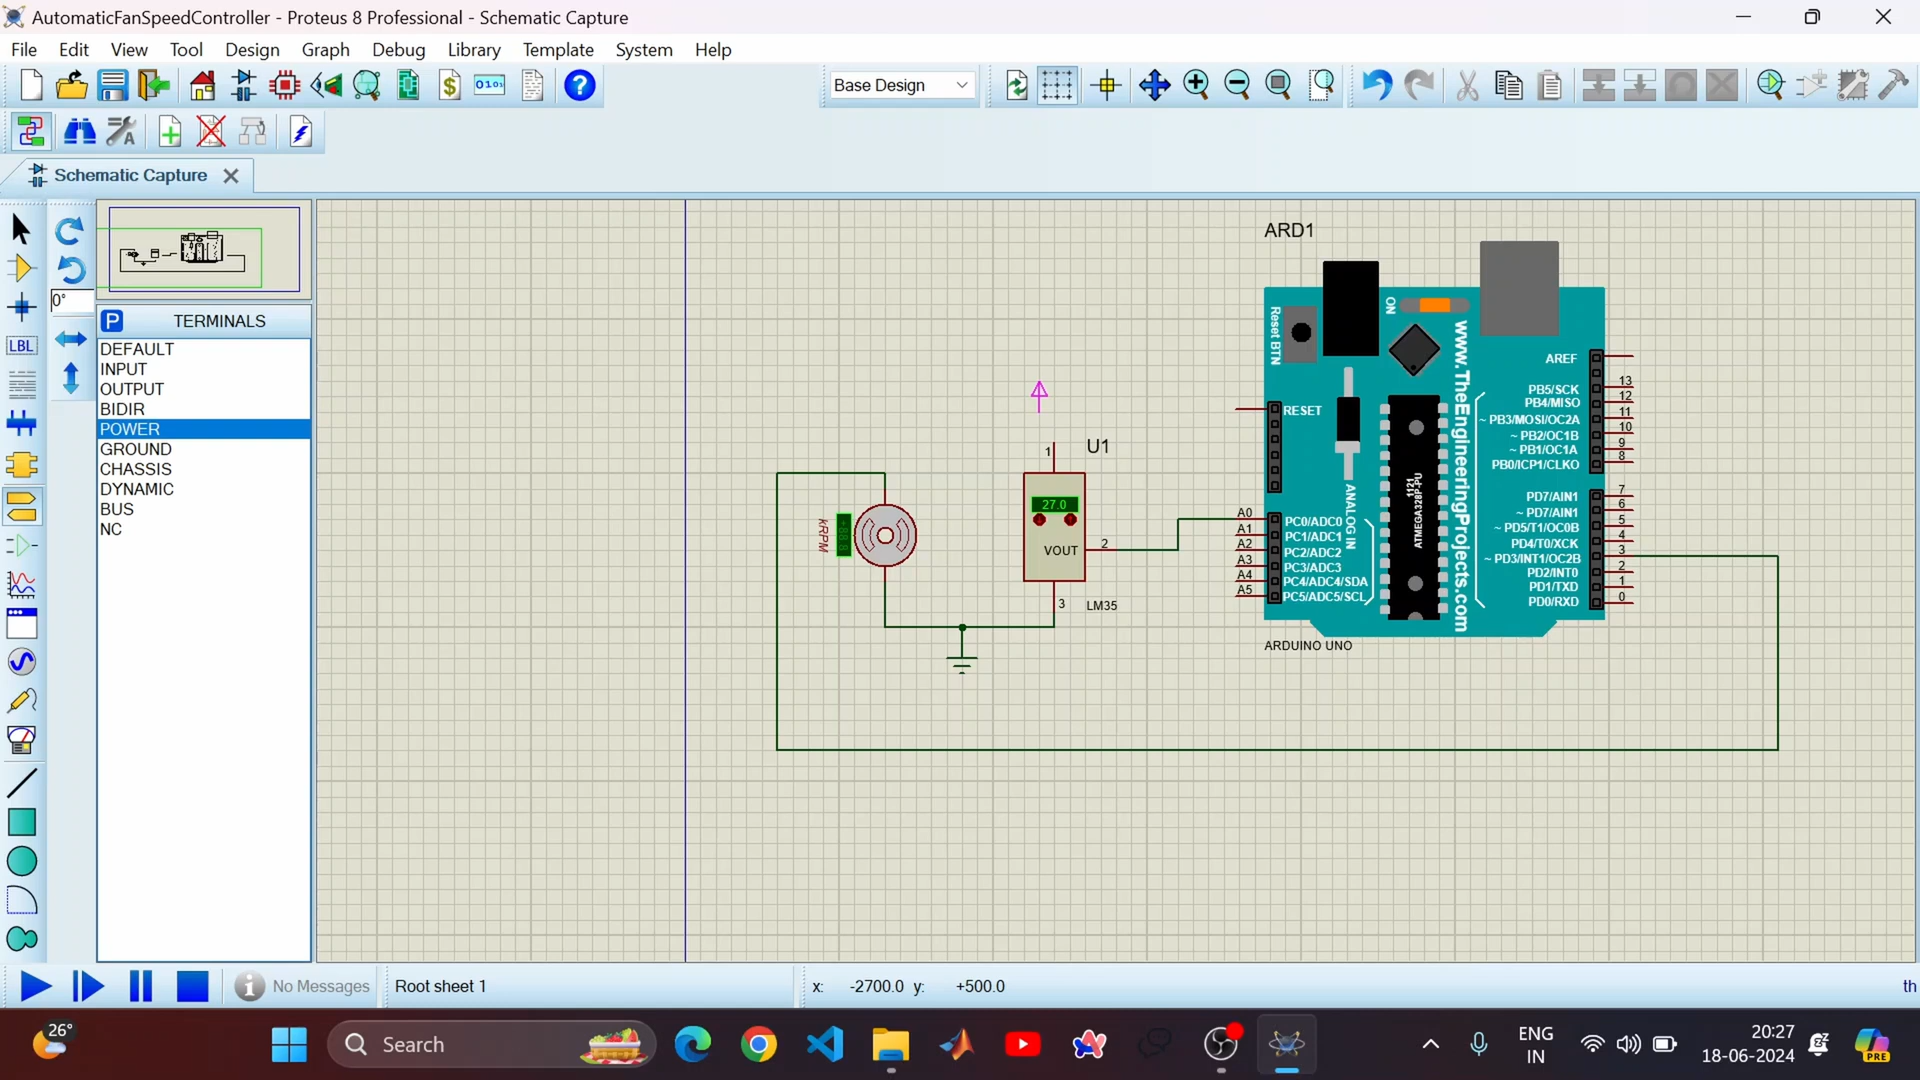 AutomaticFanSpeedController - Proteus 8 Professional - Schematic Capture
File Edit View Tool Design Graph Debug Library Template System Help
Base Design
Schematic Capture
0°
LBL
P TERMINALS
DEFAULT
INPUT
OUTPUT
BIDIR
POWER
GROUND
CHASSIS
DYNAMIC
BUS
NC
kRPM
+88.8
1
U1
27.0
VOUT
2
3
LM35
ARD1
Reset BTN
ON
www.TheEngineeringProjects.com
RESET
ANALOG IN
1121
ATMEGA328P-PU
A0 PC0/ADC0
A1 PC1/ADC1
A2 PC2/ADC2
A3 PC3/ADC3
A4 PC4/ADC4/SDA
A5 PC5/ADC5/SCL
AREF
PB5/SCK 13
PB4/MISO 12
~ PB3/MOSI/OC2A 11
~ PB2/OC1B 10
~ PB1/OC1A 9
PB0/ICP1/CLKO 8
PD7/AIN1 7
~ PD7/AIN1 6
~ PD5/T1/OC0B 5
PD4/T0/XCK 4
~ PD3/INT1/OC2B 3
PD2/INT0 2
PD1/TXD 1
PD0/RXD 0
ARDUINO UNO
No Messages
Root sheet 1
x: -2700.0 y: +500.0
th
26°
Search
ENG
IN
20:27
18-06-2024
PRE